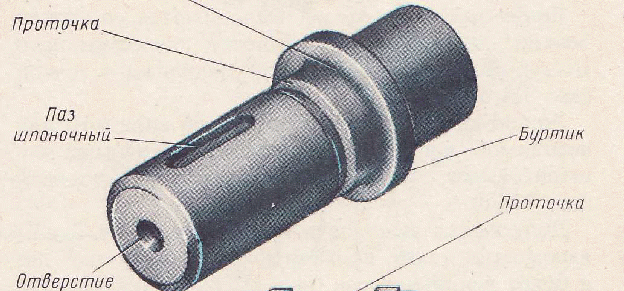 Проточка
Паз
шпоночный
Буртик
Проточка
Отверстие